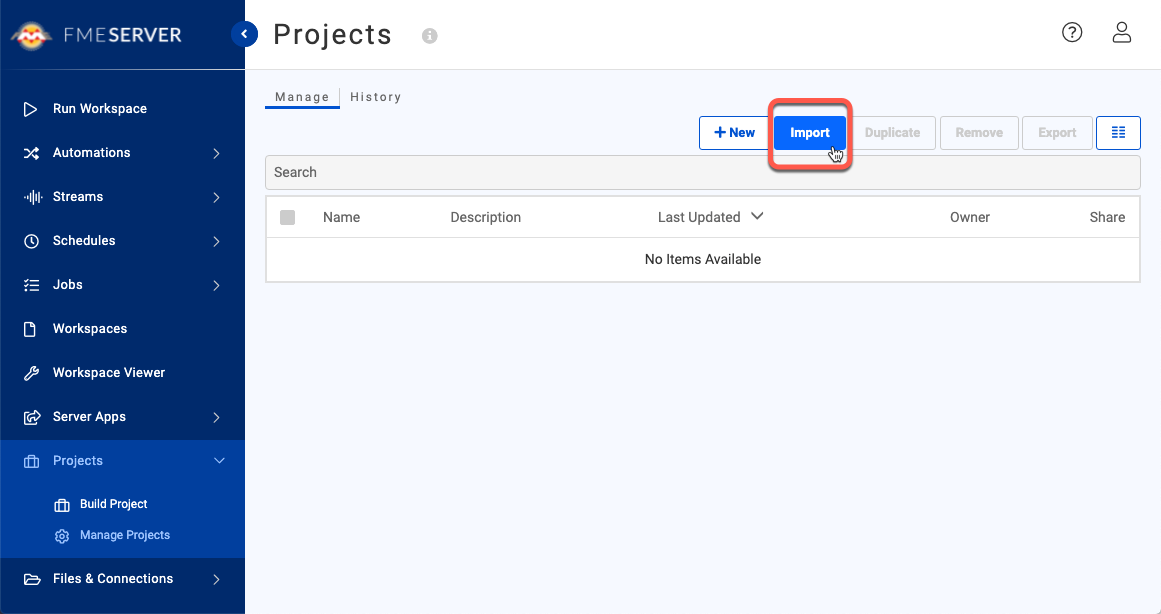 FMESERVER
Projects
Run Workspace
Automations
Streams
Schedules
Jobs
Workspaces
Workspace Viewer
Server Apps
Projects
Build Project
Manage Projects
Files & Connections
Manage History
+ New Import Duplicate Remove Export
Search
Name Description Last Updated Owner Share
No Items Available